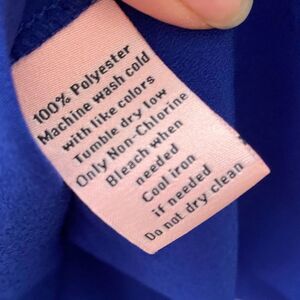 100% Polyester
Machine wash cold
with like colors
Tumble dry low
Only Non-Chlorine
Bleach when
needed
Cool iron
if needed
Do not dry clean